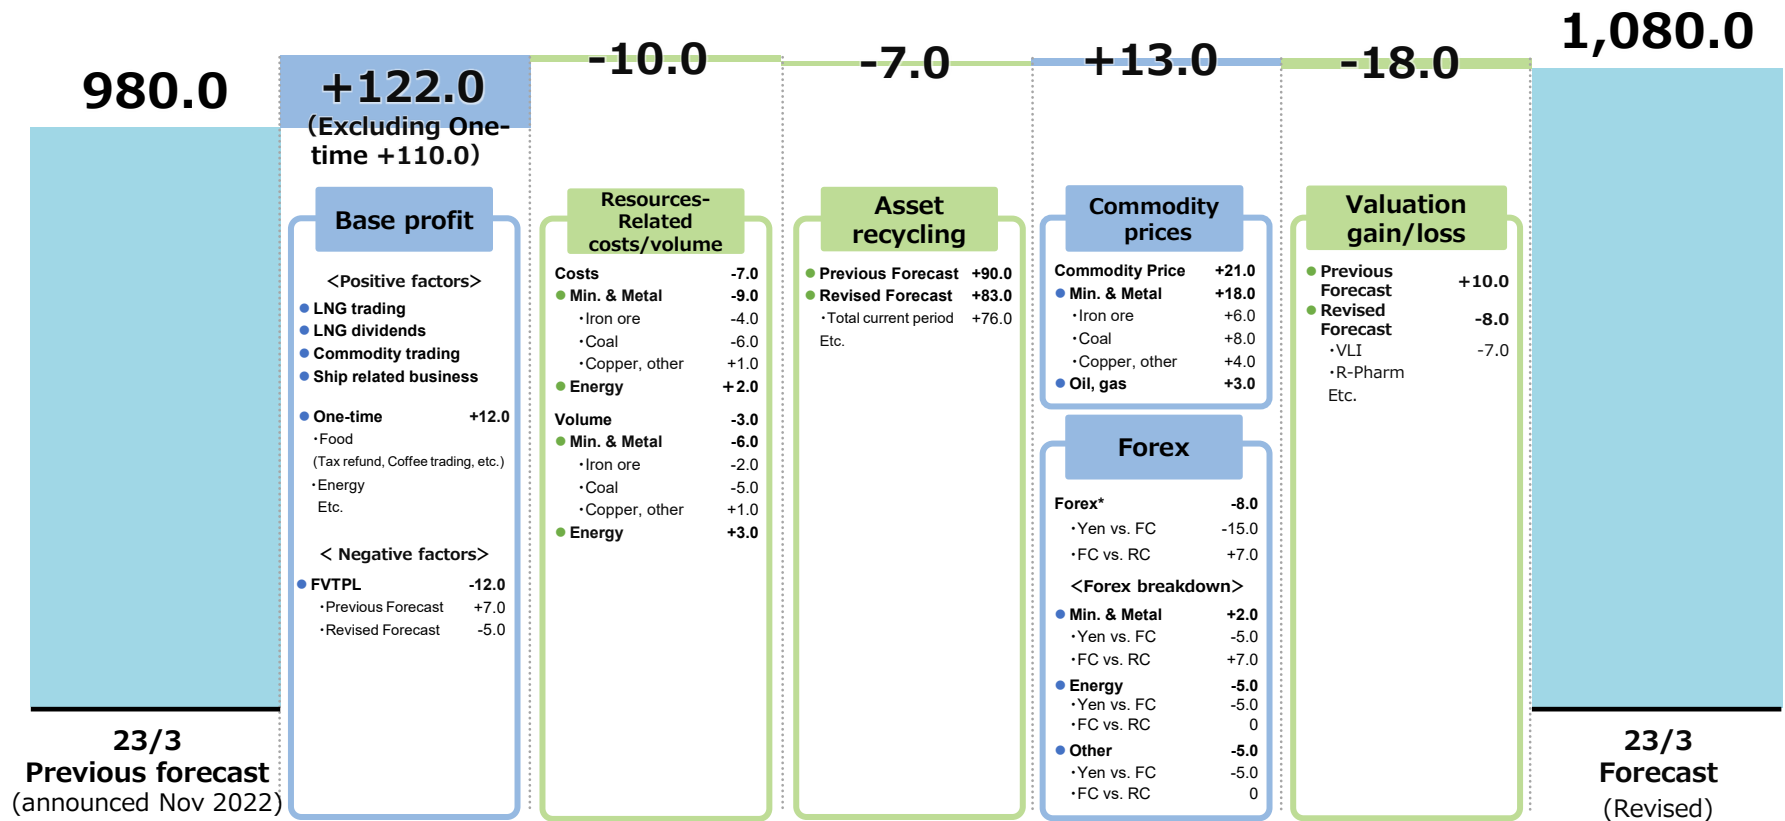 980.0
+122.0
(Excluding One-
time +110.0)
-10.0
-7.0
+13.0
-18.0
1,080.0
Base profit
<Positive factors>
● LNG trading
● LNG dividends
● Commodity trading
● Ship related business
● One-time +12.0
・Food
(Tax refund, Coffee trading, etc.)
・Energy
Etc.
< Negative factors>
● FVTPL -12.0
・Previous Forecast +7.0
・Revised Forecast -5.0
Resources-
Related
costs/volume
Costs -7.0
● Min. & Metal -9.0
・Iron ore -4.0
・Coal -6.0
・Copper, other +1.0
● Energy +2.0
Volume -3.0
● Min. & Metal -6.0
・Iron ore -2.0
・Coal -5.0
・Copper, other +1.0
● Energy +3.0
Asset
recycling
● Previous Forecast +90.0
● Revised Forecast +83.0
・Total current period +76.0
Etc.
Commodity
prices
Commodity Price +21.0
● Min. & Metal +18.0
・Iron ore +6.0
・Coal +8.0
・Copper, other +4.0
● Oil, gas +3.0
Forex
Forex* -8.0
・Yen vs. FC -15.0
・FC vs. RC +7.0
<Forex breakdown>
● Min. & Metal +2.0
・Yen vs. FC -5.0
・FC vs. RC +7.0
● Energy -5.0
・Yen vs. FC -5.0
・FC vs. RC 0
● Other -5.0
・Yen vs. FC -5.0
・FC vs. RC 0
Valuation
gain/loss
● Previous
Forecast +10.0
● Revised
Forecast -8.0
・VLI -7.0
・R-Pharm
Etc.
23/3
Previous forecast
(announced Nov 2022)
23/3
Forecast
(Revised)